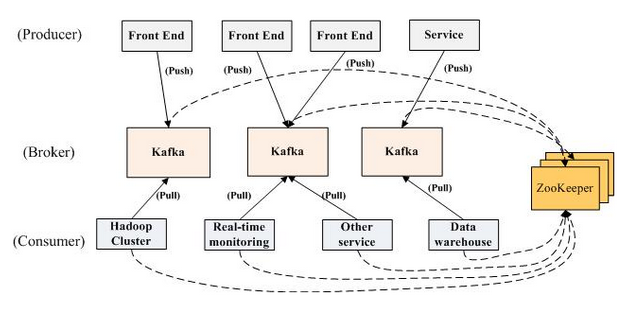 (Producer)
Front End
Front End
Front End
Service
(Push)
(Push)
(Push)
(Push)
(Broker)
Kafka
Kafka
Kafka
ZooKeeper
(Pull)
(Pull)
(Pull)
(Pull)
(Consumer)
Hadoop
Cluster
Real-time
monitoring
Other
service
Data
warehouse